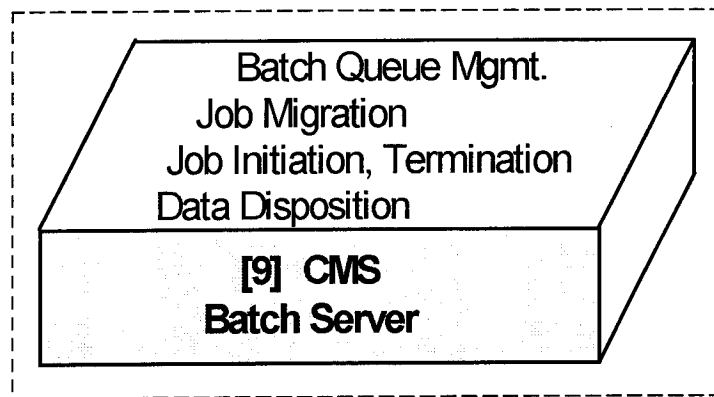 Batch Queue Mgmt.
Job Migration
Job Initiation, Termination
Data Disposition
[9] CMS
Batch Server